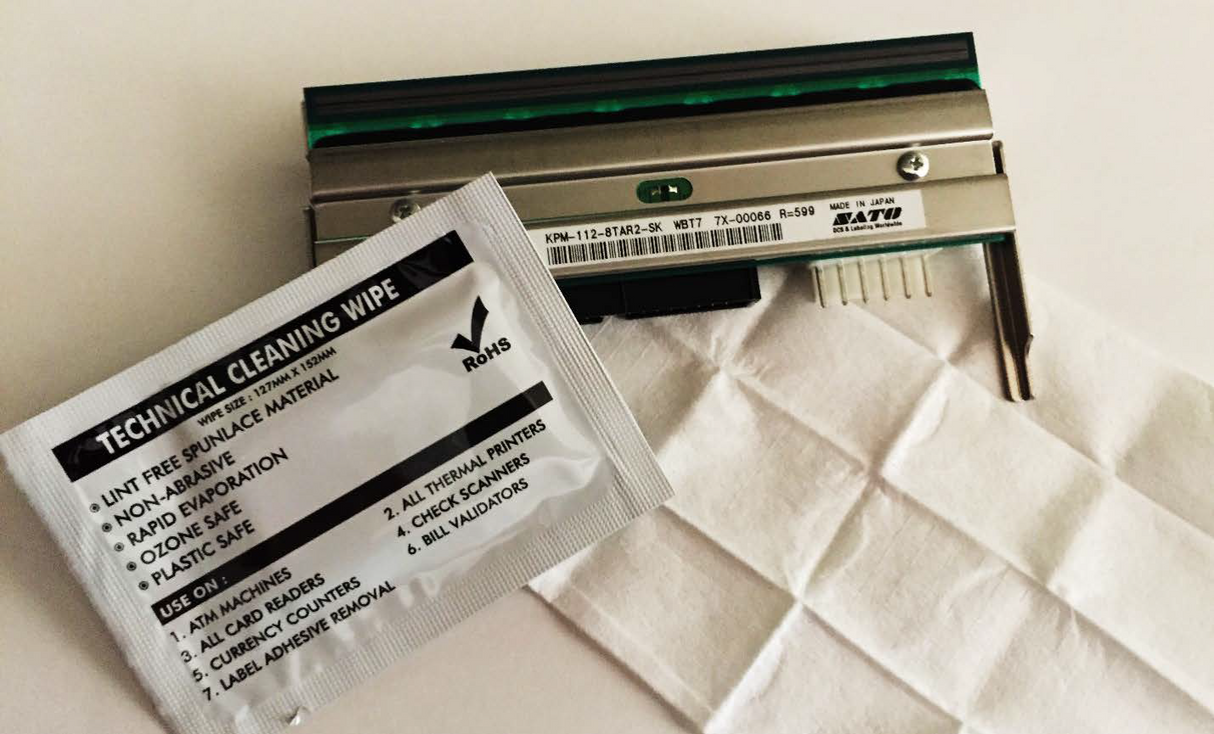 KPM-112-8TAR2-SK WBT7 7X-00066 R=599
MADE IN JAPAN
SATO
DCS & Labeling Worldwide
TECHNICAL CLEANING WIPE
WIPE SIZE : 127MM X 152MM
LINT FREE SPUNLACE MATERIAL
NON-ABRASIVE
RAPID EVAPORATION
OZONE SAFE
PLASTIC SAFE
RoHS
USE ON :
1. ATM MACHINES
2. ALL THERMAL PRINTERS
3. ALL CARD READERS
4. CHECK SCANNERS
5. CURRENCY COUNTERS
6. BILL VALIDATORS
7. LABEL ADHESIVE REMOVAL